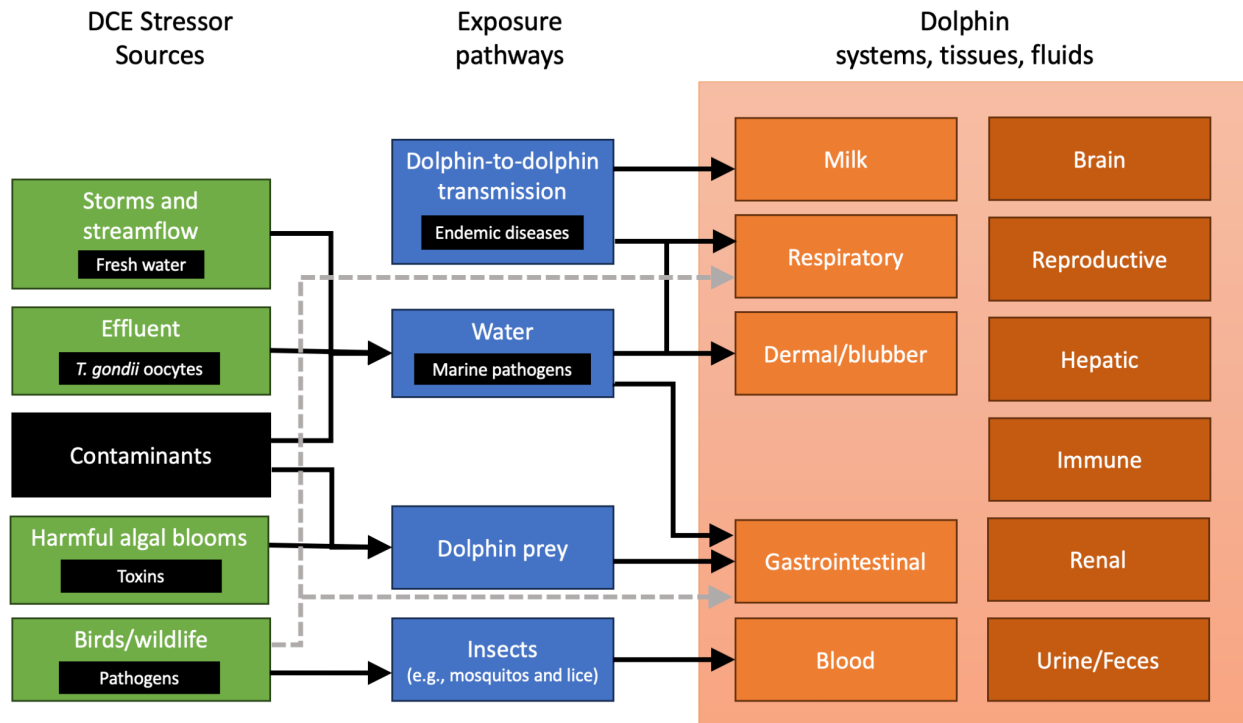 DCE Stressor
Sources
Exposure
pathways
Dolphin
systems, tissues, fluids
Storms and
streamflow
Fresh water
Effluent
T. gondii oocytes
Contaminants
Harmful algal blooms
Toxins
Birds/wildlife
Pathogens
Dolphin-to-dolphin
transmission
Endemic diseases
Water
Marine pathogens
Dolphin prey
Insects
(e.g., mosquitos and lice)
Milk
Respiratory
Dermal/blubber
Gastrointestinal
Blood
Brain
Reproductive
Hepatic
Immune
Renal
Urine/Feces